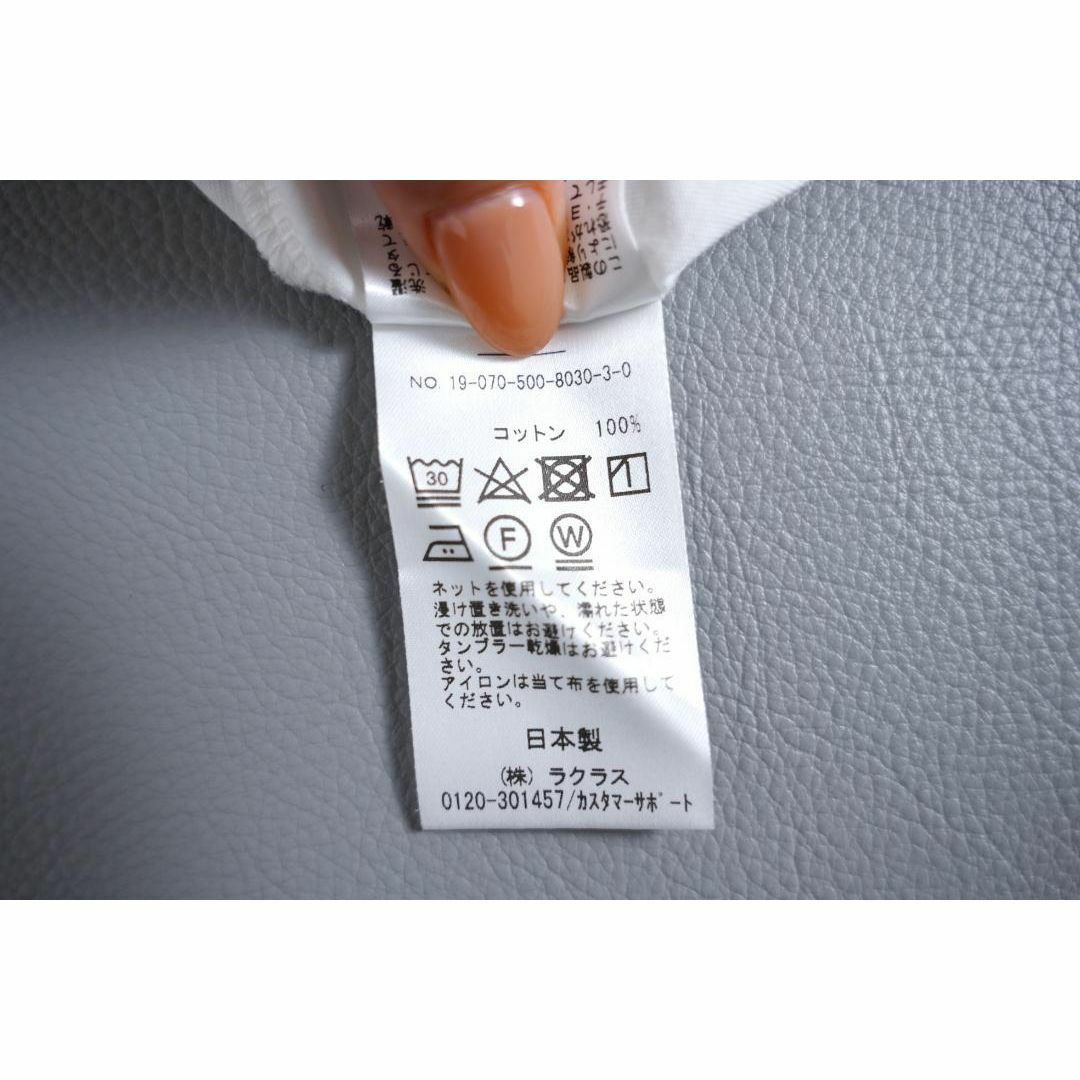 NO. 19-070-500-8030-3-0
コットン 100%
30
F W
ネットを使用してください。
浸け置き洗いや、濡れた状態
での放置はお避けください。
タンブラー乾燥はお避けくだ
さい。
アイロンは当て布を使用して
ください。
日本製
(株) ラクラス
0120-301457/カスタマーサポート